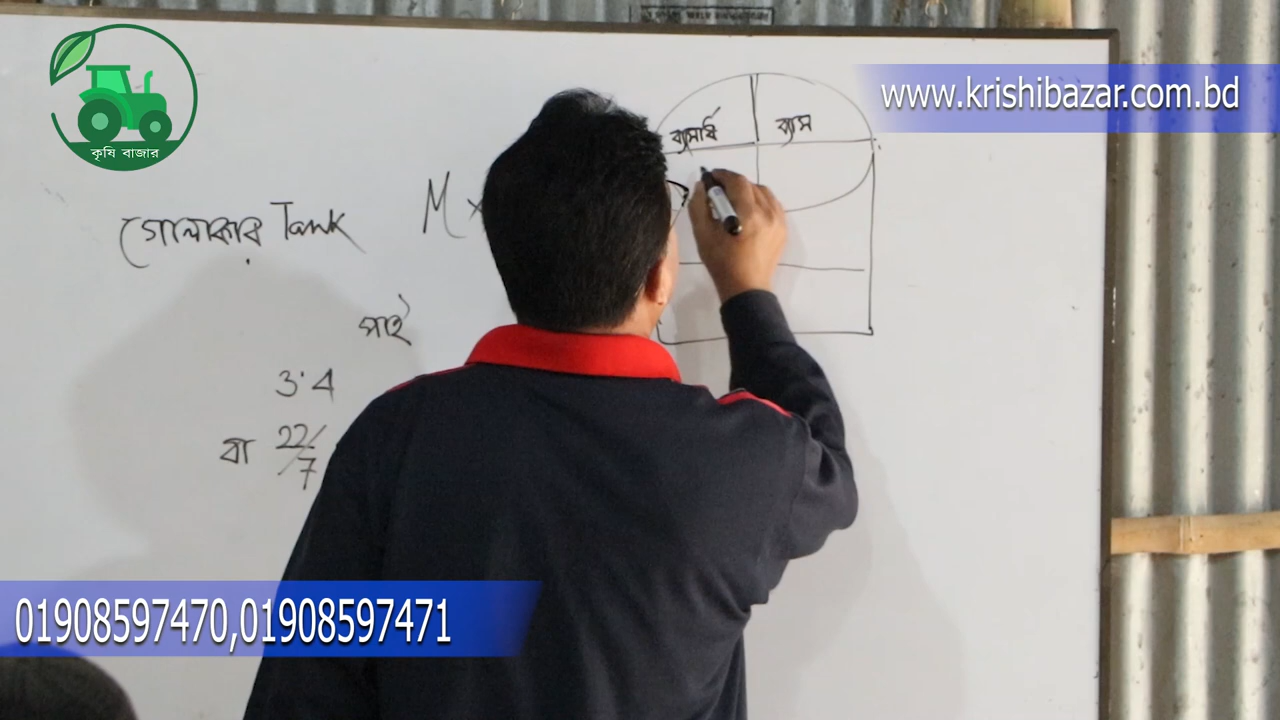 www.krishibazar.com.bd
কৃষি বাজার
ব্যাসার্ধ ব্যাস
গোলাকার Tank
M ×
পাই
3.4
বা 22/7
01908597470,01908597471